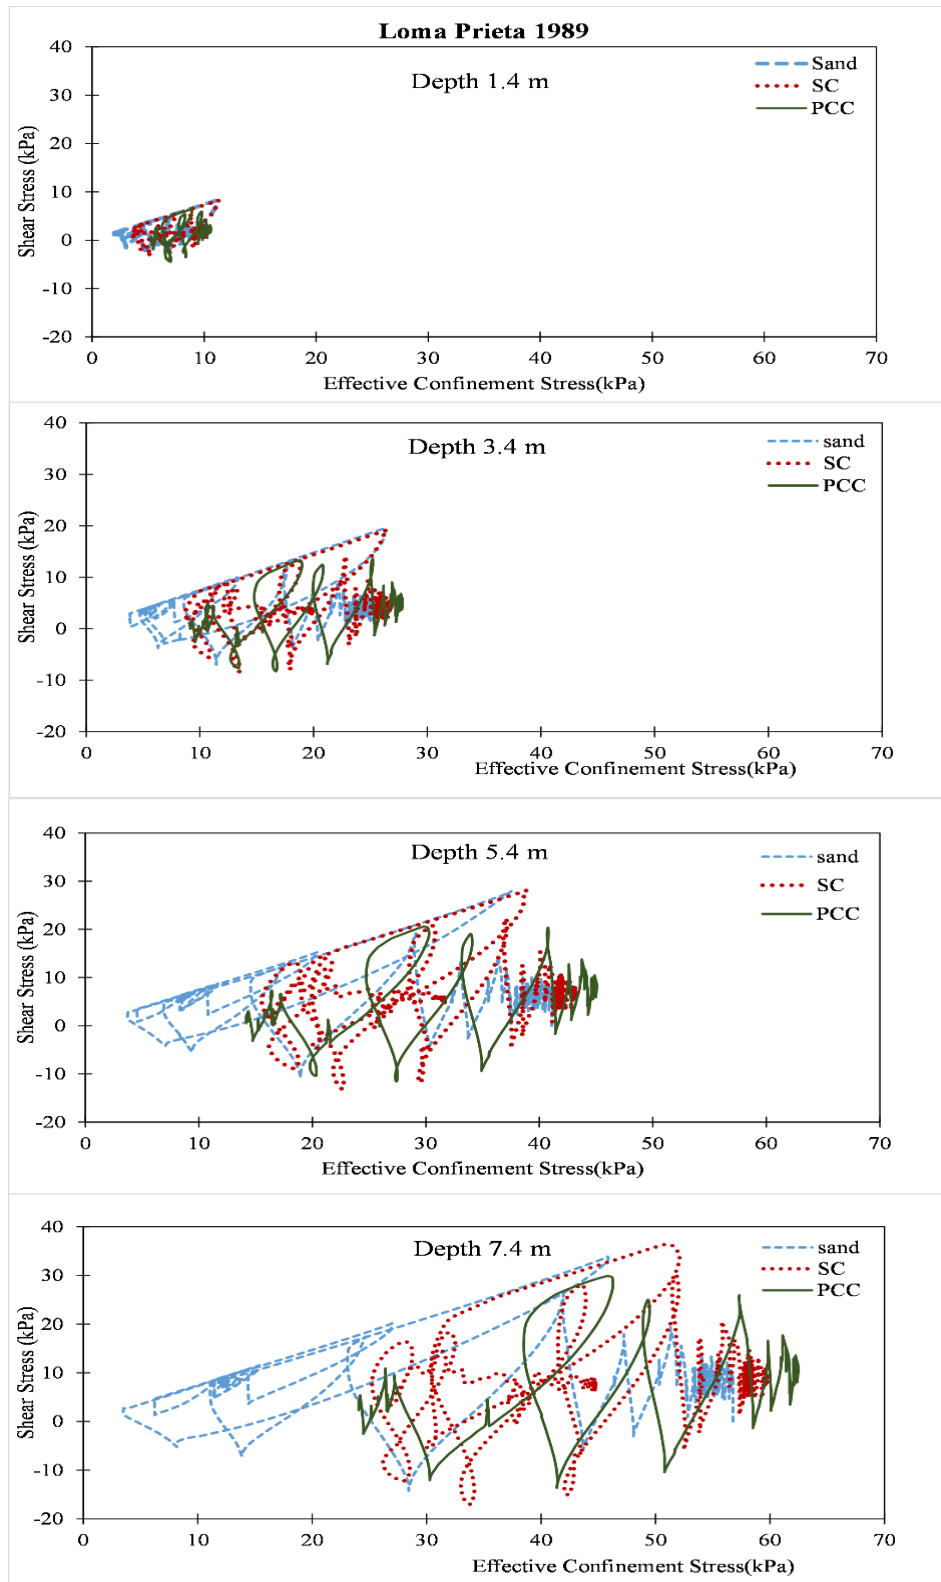 Loma Prieta 1989
Depth 1.4 m
Sand
SC
PCC
40
30
20
10
0
-10
-20
Shear Stress (kPa)
0 10 20 30 40 50 60 70
Effective Confinement Stress(kPa)
Depth 3.4 m
sand
SC
PCC
40
30
20
10
0
-10
-20
Shear Stress (kPa)
0 10 20 30 40 50 60 70
Effective Confinement Stress(kPa)
Depth 5.4 m
sand
SC
PCC
40
30
20
10
0
-10
-20
Shear Stress (kPa)
0 10 20 30 40 50 60 70
Effective Confinement Stress(kPa)
Depth 7.4 m
sand
SC
PCC
40
30
20
10
0
-10
-20
Shear Stress (kPa)
0 10 20 30 40 50 60 70
Effective Confinement Stress(kPa)